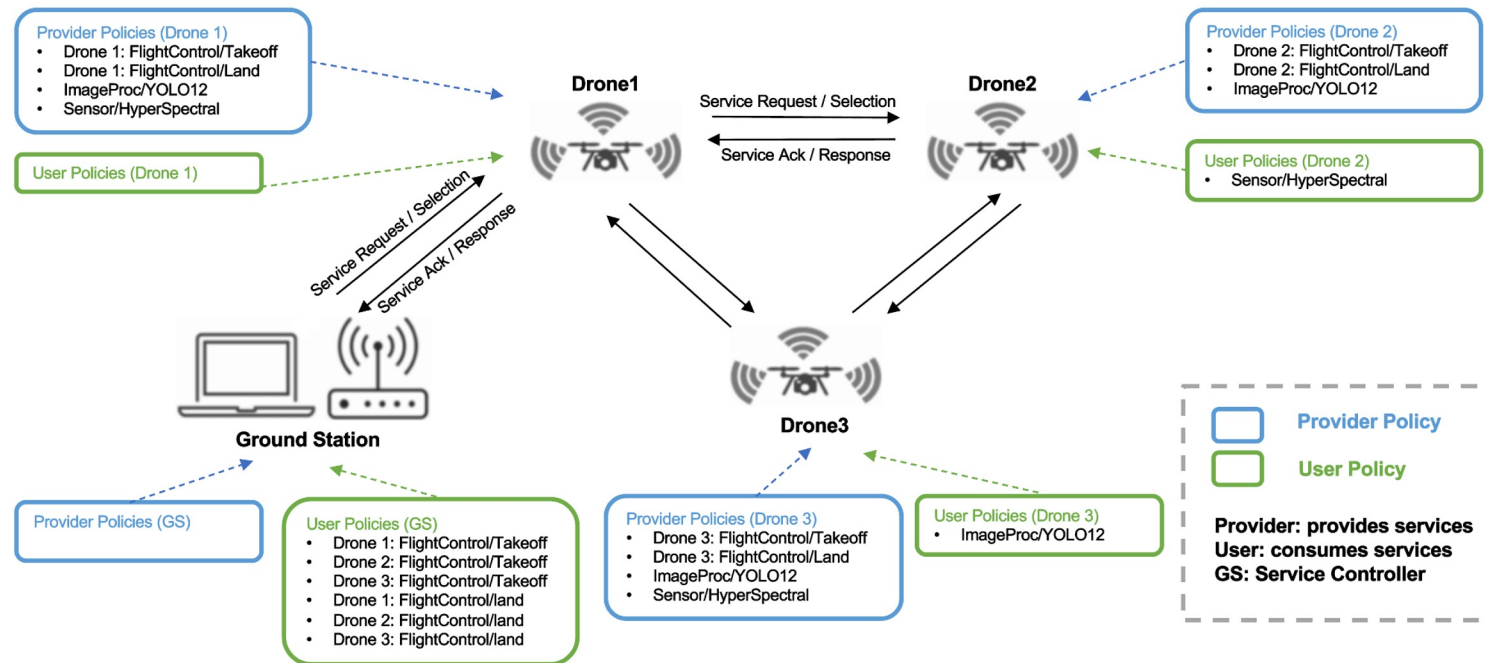 Provider Policies (Drone 1)
• Drone 1: FlightControl/Takeoff
• Drone 1: FlightControl/Land
• ImageProc/YOLO12
• Sensor/HyperSpectral
User Policies (Drone 1)
Drone1
Service Request / Selection
Service Ack / Response
Drone2
Provider Policies (Drone 2)
• Drone 2: FlightControl/Takeoff
• Drone 2: FlightControl/Land
• ImageProc/YOLO12
User Policies (Drone 2)
• Sensor/HyperSpectral
Service Request / Selection
Service Ack / Response
Ground Station
Drone3
Provider Policies (GS)
User Policies (GS)
• Drone 1: FlightControl/Takeoff
• Drone 2: FlightControl/Takeoff
• Drone 3: FlightControl/Takeoff
• Drone 1: FlightControl/land
• Drone 2: FlightControl/land
• Drone 3: FlightControl/land
Provider Policies (Drone 3)
• Drone 3: FlightControl/Takeoff
• Drone 3: FlightControl/Land
• ImageProc/YOLO12
• Sensor/HyperSpectral
User Policies (Drone 3)
• ImageProc/YOLO12
Provider Policy
User Policy
Provider: provides services
User: consumes services
GS: Service Controller